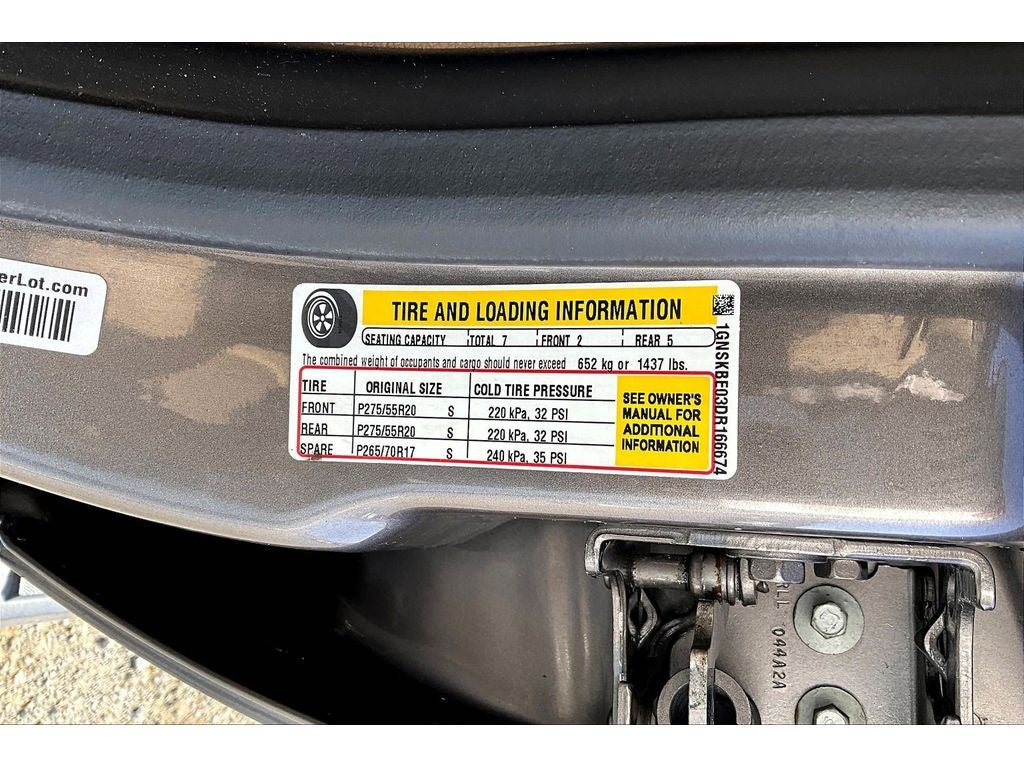 erLot.com
TIRE AND LOADING INFORMATION
SEATING CAPACITY TOTAL 7 FRONT 2 REAR 5
The combined weight of occupants and cargo should never exceed 652 kg or 1437 lbs.
TIRE ORIGINAL SIZE COLD TIRE PRESSURE
FRONT P275/55R20 S 220 kPa, 32 PSI
REAR P275/55R20 S 220 kPa, 32 PSI
SPARE P265/70R17 S 240 kPa, 35 PSI
SEE OWNER'S
MANUAL FOR
ADDITIONAL
INFORMATION
1GNSKBE03DR166674
044A2A